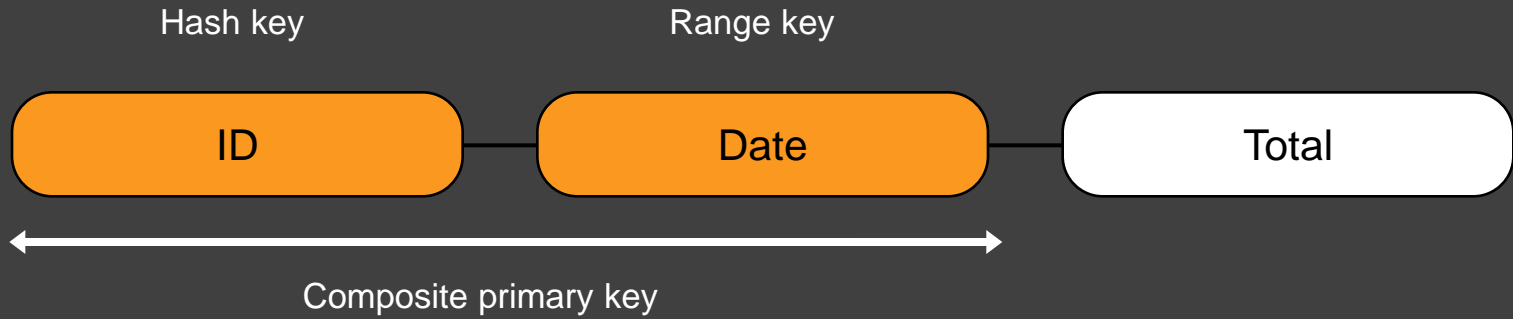 Hash key
Range key
ID
Date
Total
Composite primary key